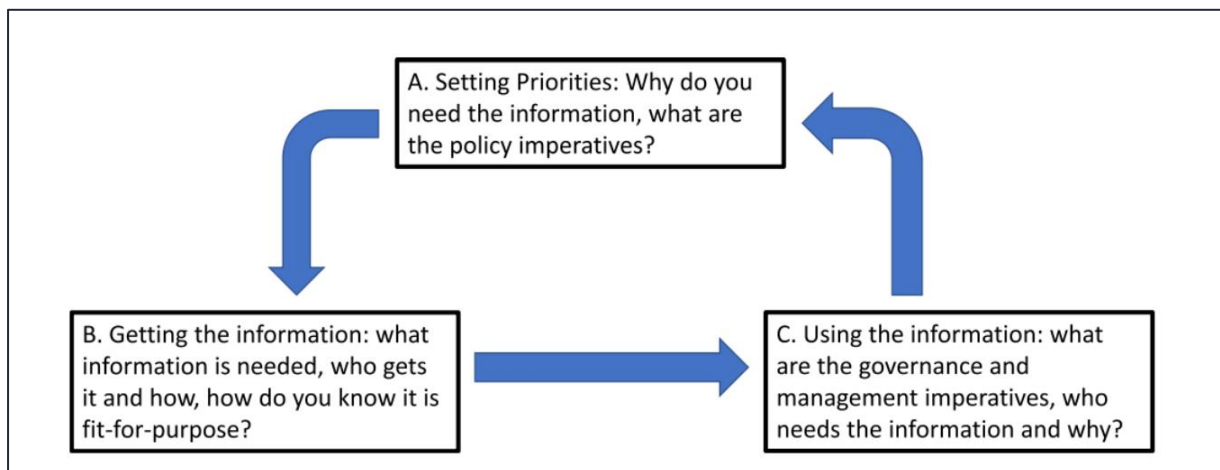 A. Setting Priorities: Why do you
need the information, what are
the policy imperatives?
B. Getting the information: what
information is needed, who gets
it and how, how do you know it is
fit-for-purpose?
C. Using the information: what
are the governance and
management imperatives, who
needs the information and why?